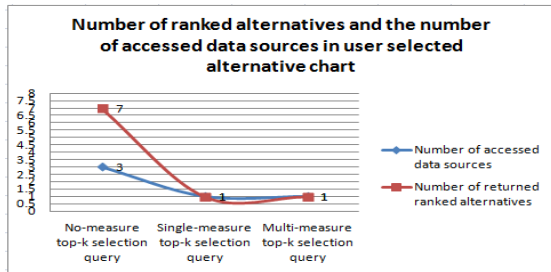 Number of ranked alternatives and the number
of accessed data sources in user selected
alternative chart
8
7.5
7
6.5
6
5.5
5
4.5
4
3.5
3
2.5
2
1.5
1
0.5
0
7
3
1
1
No-measure
top-k selection
query
Single-measure
top-k selection
query
Multi-measure
top-k selection
query
Number of accessed
data sources
Number of returned
ranked alternatives